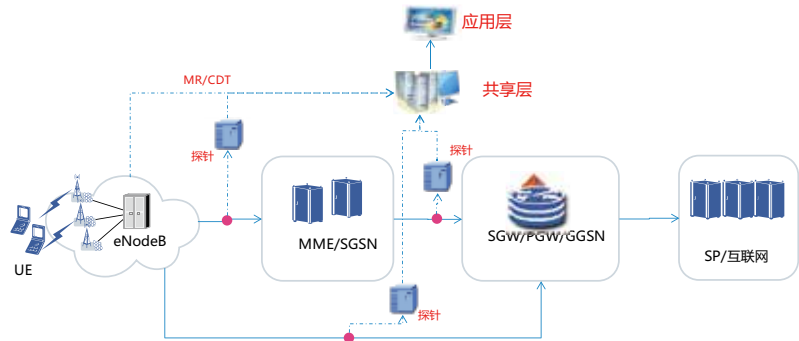 应用层
MR/CDT
共享层
探针
探针
eNodeB
MME/SGSN
SGW/PGW/GGSN
SP/互联网
UE
探针